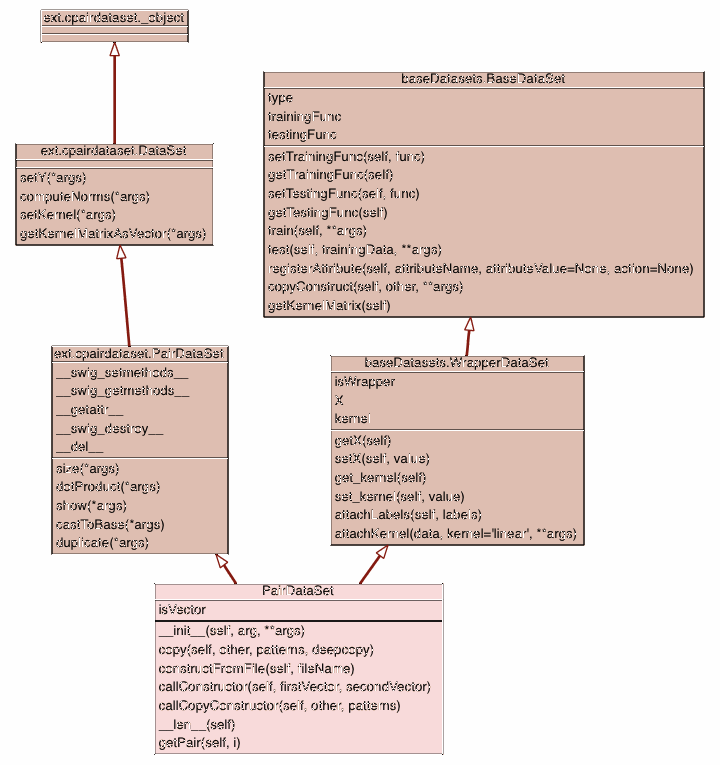 ext.cpairdataset._object
baseDatasets.BaseDataSet
type
trainingFunc
testingFunc
setTrainingFunc(self, func)
getTrainingFunc(self)
setTestingFunc(self, func)
getTestingFunc(self)
train(self, **args)
test(self, trainingData, **args)
registerAttribute(self, attributeName, attributeValue=None, action=None)
copyConstruct(self, other, **args)
getKernelMatrix(self)
ext.cpairdataset.DataSet
setY(*args)
computeNorms(*args)
setKernel(*args)
getKernelMatrixAsVector(*args)
ext.cpairdataset.PairDataSet
__swig_setmethods__
__swig_getmethods__
__getattr__
__swig_destroy__
__del__
size(*args)
dotProduct(*args)
show(*args)
castToBase(*args)
duplicate(*args)
baseDatasets.WrapperDataSet
isWrapper
X
kernel
getX(self)
setX(self, value)
get_kernel(self)
set_kernel(self, value)
attachLabels(self, labels)
attachKernel(data, kernel='linear', **args)
PairDataSet
isVector
__init__(self, arg, **args)
copy(self, other, patterns, deepcopy)
constructFromFile(self, fileName)
callConstructor(self, firstVector, secondVector)
callCopyConstructor(self, other, patterns)
__len__(self)
getPair(self, i)